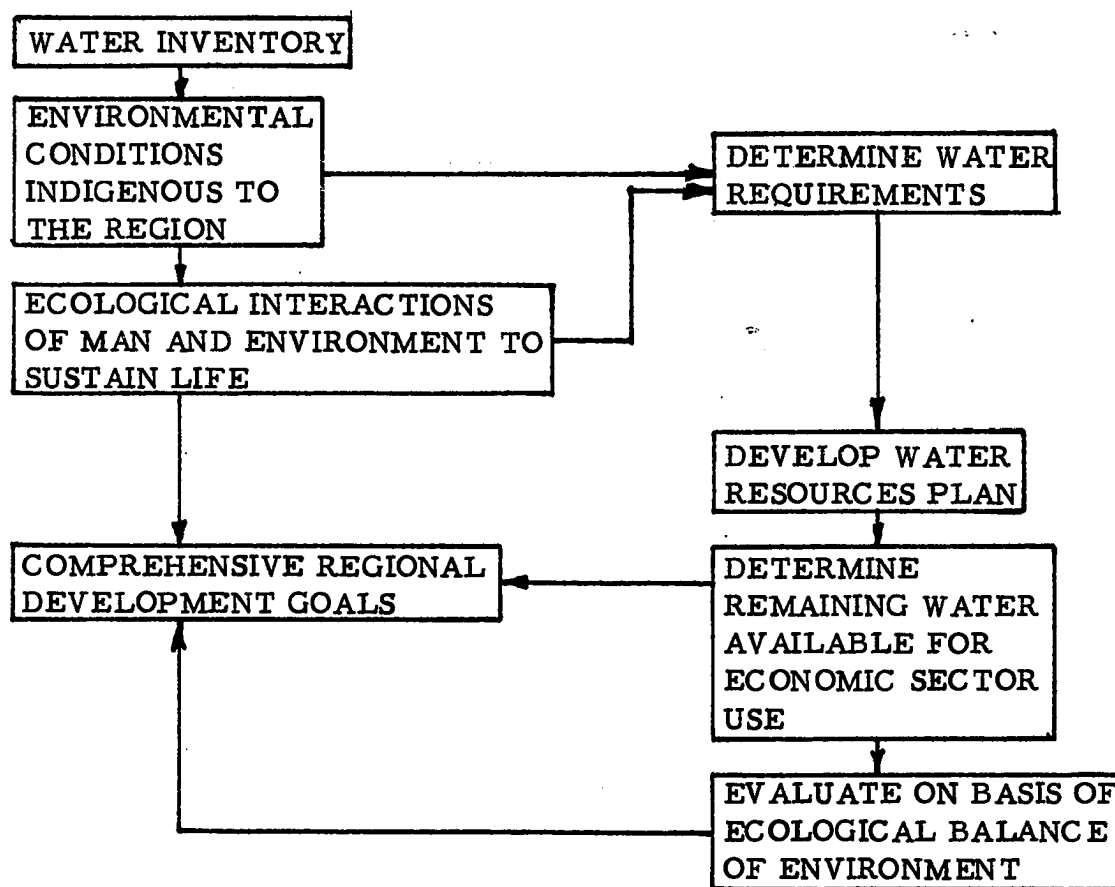 WATER INVENTORY
ENVIRONMENTAL
CONDITIONS
INDIGENOUS TO
THE REGION
ECOLOGICAL INTERACTIONS
OF MAN AND ENVIRONMENT TO
SUSTAIN LIFE
COMPREHENSIVE REGIONAL
DEVELOPMENT GOALS
DETERMINE WATER
REQUIREMENTS
DEVELOP WATER
RESOURCES PLAN
DETERMINE
REMAINING WATER
AVAILABLE FOR
ECONOMIC SECTOR
USE
EVALUATE ON BASIS OF
ECOLOGICAL BALANCE
OF ENVIRONMENT